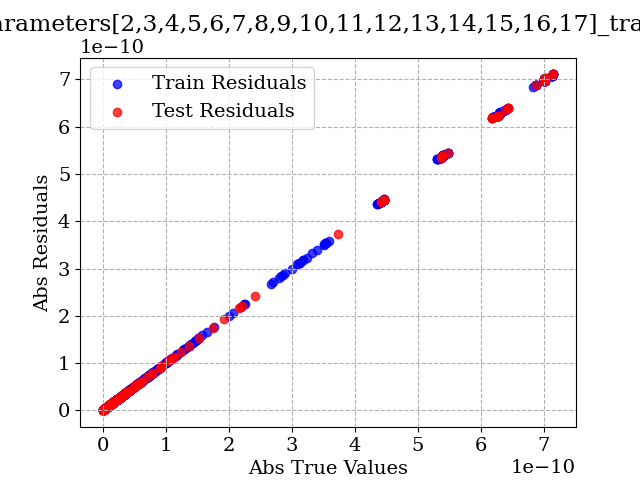 arameters[2,3,4,5,6,7,8,9,10,11,12,13,14,15,16,17]_tra
1e−10
7
6
5
4
3
2
1
0
Train Residuals
Test Residuals
Abs Residuals
0 1 2 3 4 5 6 7
Abs True Values
1e−10